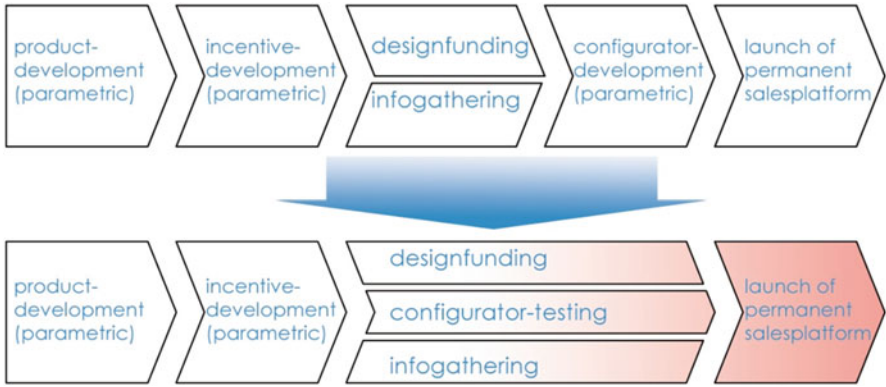 product-
development
(parametric)
incentive-
development
(parametric)
designfunding
infogathering
configurator-
development
(parametric)
launch of
permanent
salesplatform
product-
development
(parametric)
incentive-
development
(parametric)
designfunding
configurator-testing
infogathering
launch of
permanent
salesplatform